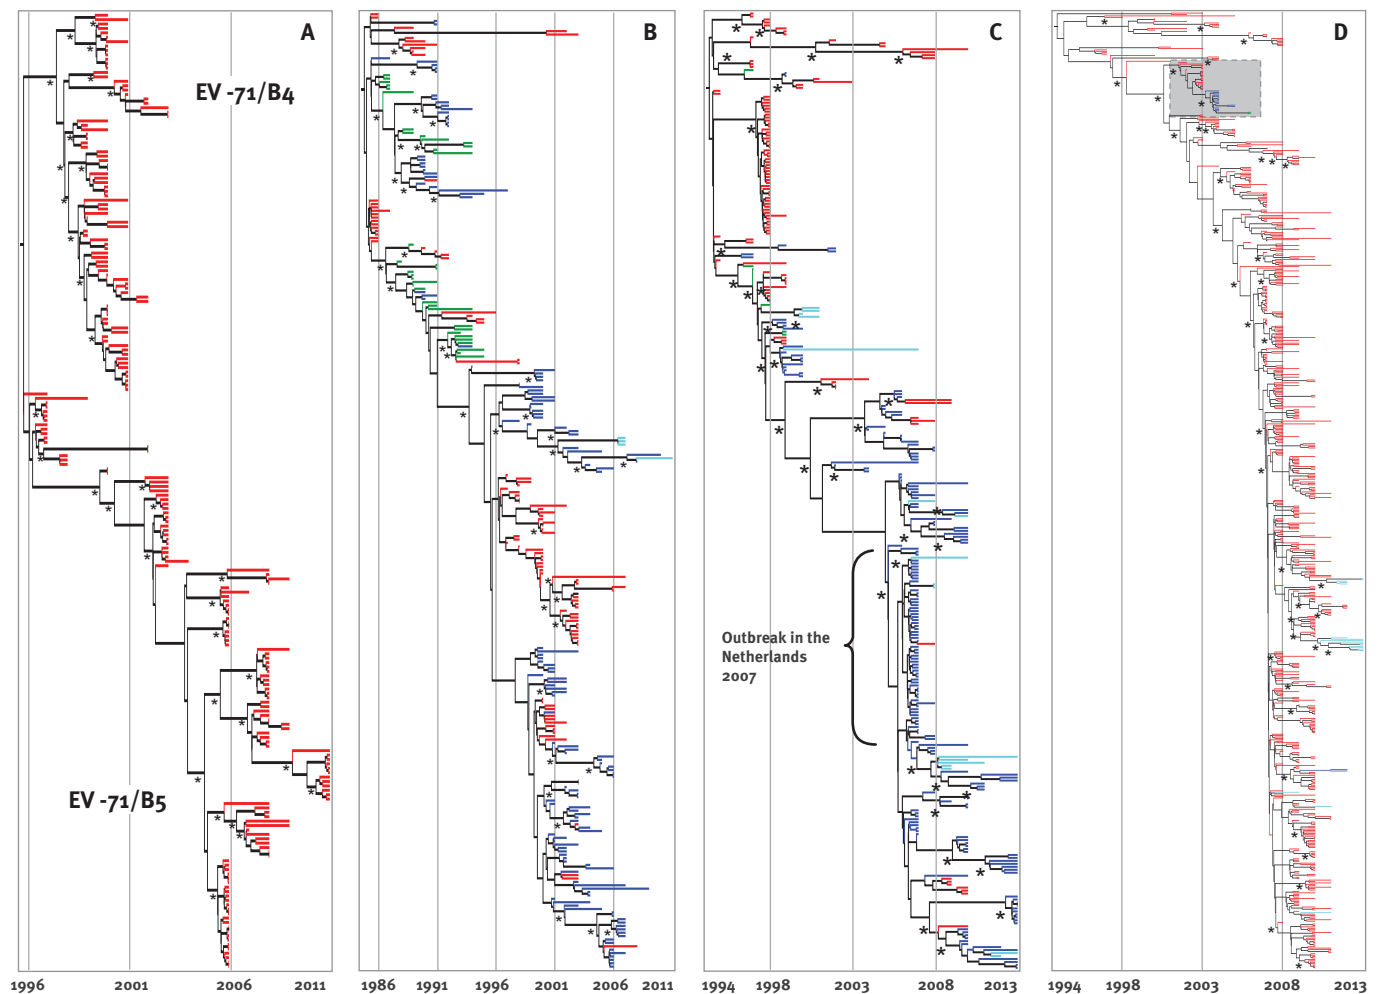 A
B
C
D
EV -71/B4
Outbreak in the
Netherlands
2007
EV -71/B5
1996 2001 2006 2011
1986 1991 1996 2001 2006 2011
1994 1998 2003 2008 2013
1994 1998 2003 2008 2013